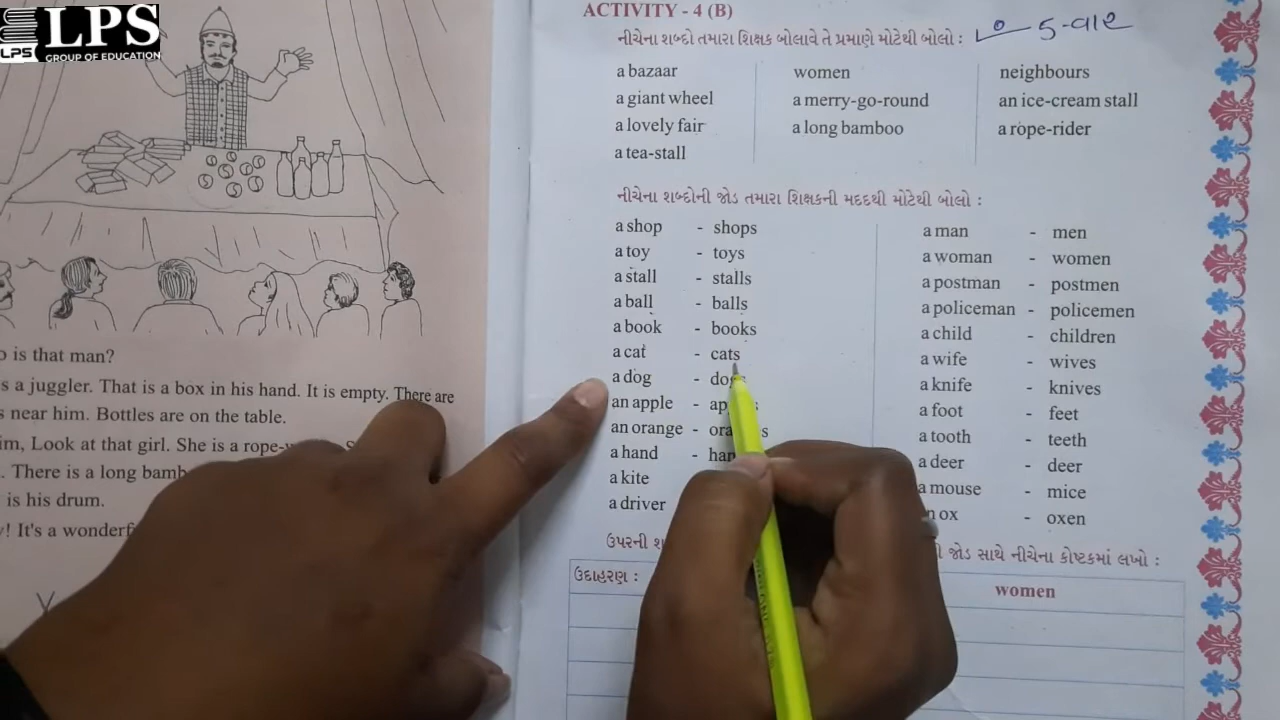 LPS
LPS
GROUP OF EDUCATION
is that man?
a juggler. That is a box in his hand. It is empty. There are
near him. Bottles are on the table.
Look at that girl. She is a
There is a long
is his drum.
It's a
ACTIVITY - 4 (B)
નીચેના શબ્દો તમારા શિક્ષક બોલાવે તે પ્રમાણે મોટેથી બોલો :
5-વાર
a bazaar
a giant wheel
a lovely fair
a tea-stall
women
a merry-go-round
a long bamboo
neighbours
an ice-cream stall
a rope-rider
નીચેના શબ્દોની જોડ તમારા શિક્ષકની મદદથી મોટેથી બોલો :
a shop - shops
a toy - toys
a stall - stalls
a ball - balls
a book - books
a cat - cats
a dog -
an apple -
an orange -
a hand -
a kite
a driver
a man - men
a woman - women
a postman - postmen
a policeman - policemen
a child - children
a wife - wives
a knife - knives
a foot - feet
a tooth - teeth
a deer - deer
a mouse - mice
ox - oxen
ઉપરની
જોડ સાથે નીચેના કોષ્ટકમાં લખો :
ઉદાહરણ :
women